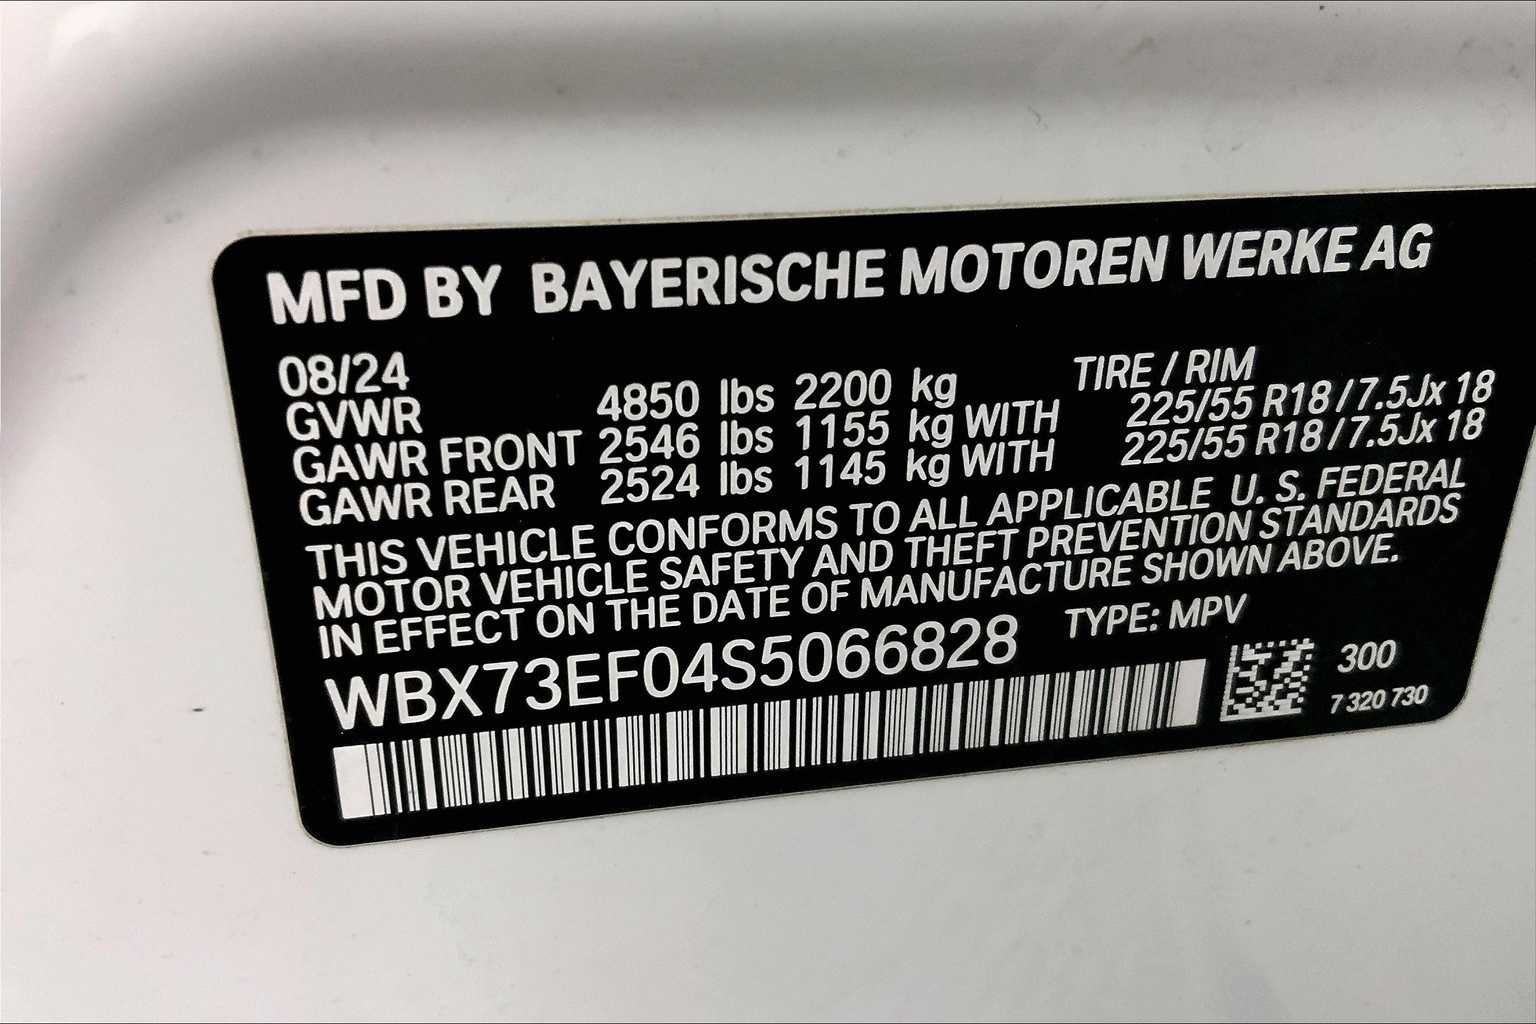 MFD BY BAYERISCHE MOTOREN WERKE AG
08/24 TIRE / RIM
GVWR 4850 lbs 2200 kg
GAWR FRONT 2546 lbs 1155 kg WITH 225/55 R18 / 7.5Jx 18
GAWR REAR 2524 lbs 1145 kg WITH 225/55 R18 / 7.5Jx 18
THIS VEHICLE CONFORMS TO ALL APPLICABLE U. S. FEDERAL
MOTOR VEHICLE SAFETY AND THEFT PREVENTION STANDARDS
IN EFFECT ON THE DATE OF MANUFACTURE SHOWN ABOVE.
WBX73EF04S5066828 TYPE: MPV
300
7 320 730